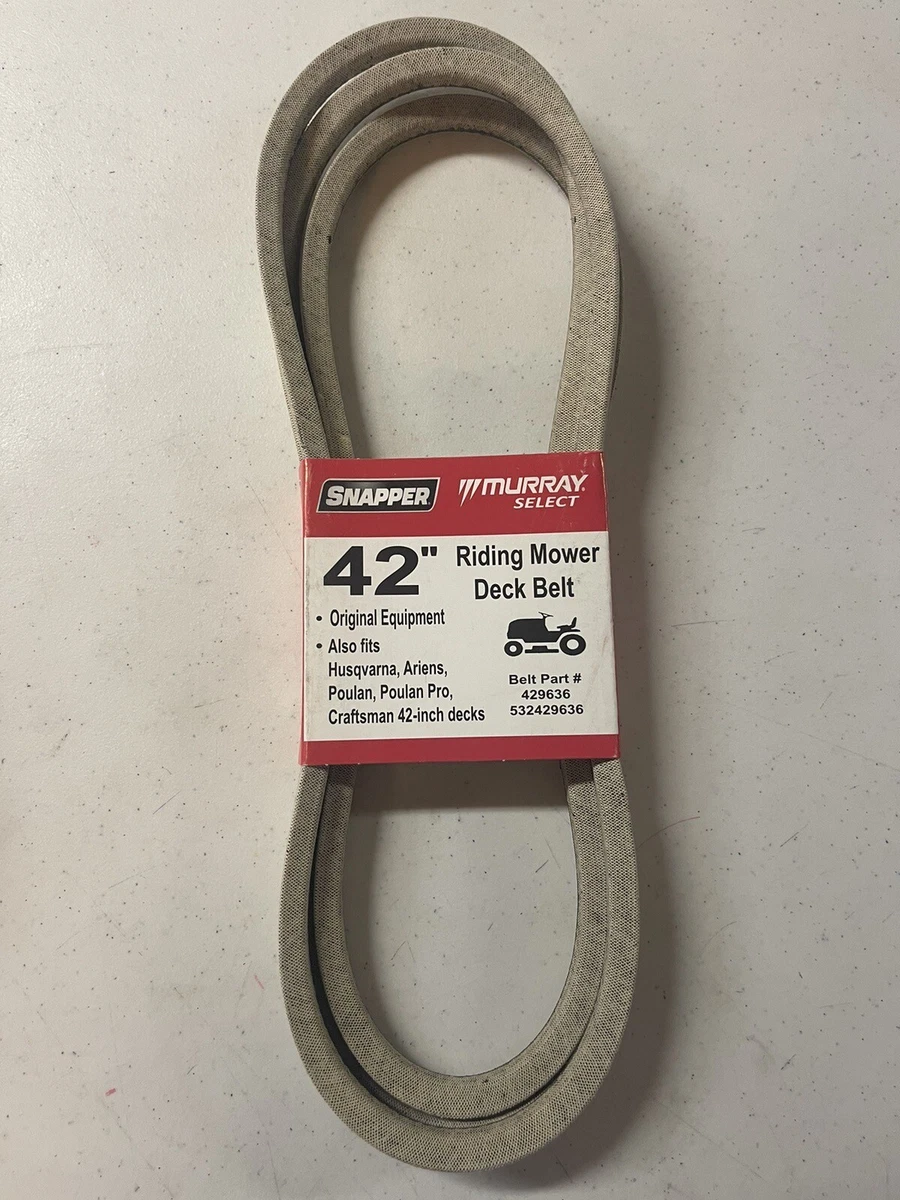 SNAPPER MURRAY
SELECT
42" Riding Mower
Deck Belt
• Original Equipment
• Also fits
Husqvarna, Ariens,
Poulan, Poulan Pro,
Craftsman 42-inch decks
Belt Part #
429636
532429636